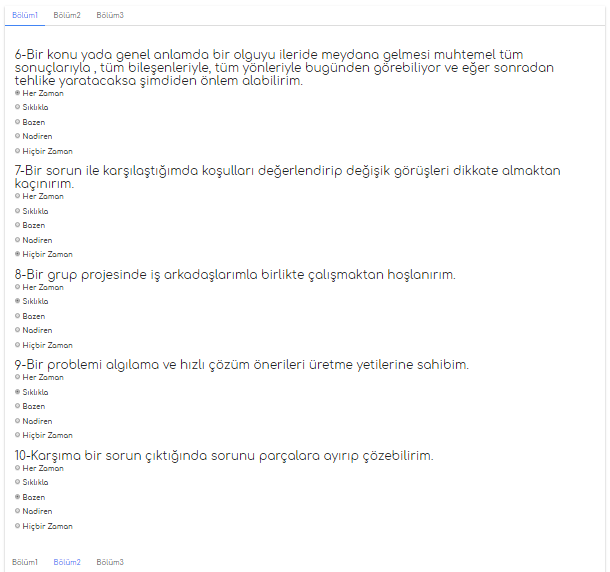 Bölüm1 Bölüm2 Bölüm3
6-Bir konu yada genel anlamda bir olguyu ileride meydana gelmesi muhtemel tüm
sonuçlarıyla , tüm bileşenleriyle, tüm yönleriyle bugünden görebiliyor ve eğer sonradan
tehlike yaratacaksa şimdiden önlem alabilirim.
Her Zaman
Sıklıkla
Bazen
Nadiren
Hiçbir Zaman
7-Bir sorun ile karşılaştığımda koşulları değerlendirip değişik görüşleri dikkate almaktan
kaçınırım.
Her Zaman
Sıklıkla
Bazen
Nadiren
Hiçbir Zaman
8-Bir grup projesinde iş arkadaşlarımla birlikte çalışmaktan hoşlanırım.
Her Zaman
Sıklıkla
Bazen
Nadiren
Hiçbir Zaman
9-Bir problemi algılama ve hızlı çözüm önerileri üretme yetilerine sahibim.
Her Zaman
Sıklıkla
Bazen
Nadiren
Hiçbir Zaman
10-Karşıma bir sorun çıktığında sorunu parçalara ayırıp çözebilirim.
Her Zaman
Sıklıkla
Bazen
Nadiren
Hiçbir Zaman
Bölüm1 Bölüm2 Bölüm3